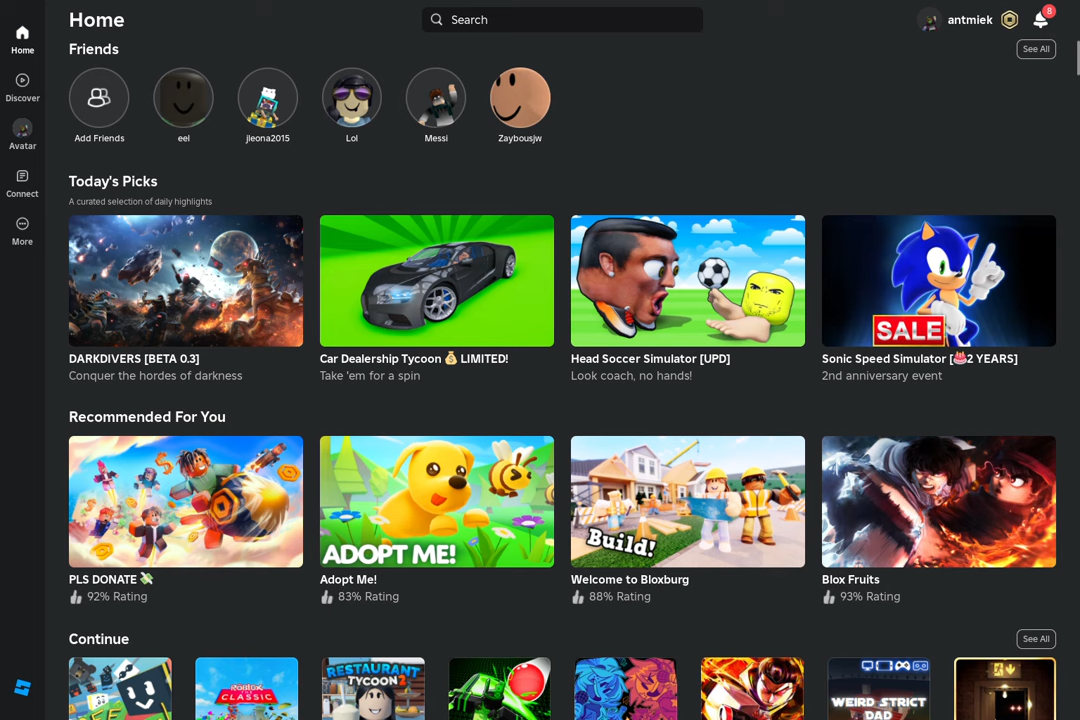 Home
Search
antmiek
8
Home
Discover
Avatar
Connect
More
Friends
See All
Add Friends
eel
jleona2015
Lol
Messi
Zaybousjw
Today's Picks
A curated selection of daily highlights
SALE
DARKDIVERS [BETA 0.3]
Conquer the hordes of darkness
Car Dealership Tycoon 💰 LIMITED!
Take 'em for a spin
Head Soccer Simulator [UPD]
Look coach, no hands!
Sonic Speed Simulator [🎂2 YEARS]
2nd anniversary event
Recommended For You
ADOPT ME!
Build!
PLS DONATE 💸
92% Rating
Adopt Me!
83% Rating
Welcome to Bloxburg
88% Rating
Blox Fruits
93% Rating
Continue
See All
ROBLOX
CLASSIC
RESTAURANT
TYCOON 2
WEIRD STRICT
DAD